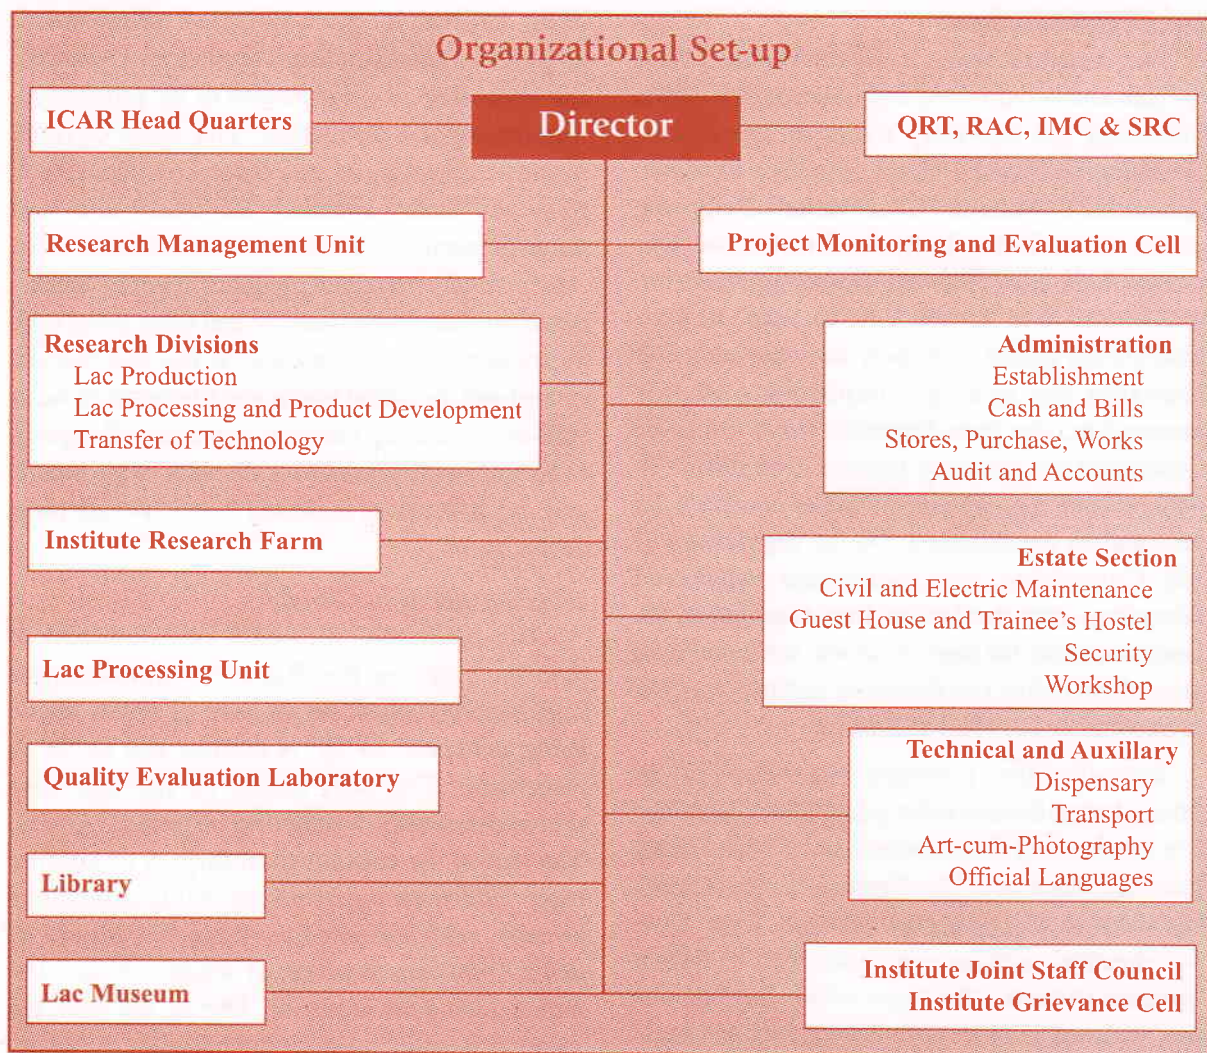 Organizational Set-up
ICAR Head Quarters
Director
QRT, RAC, IMC & SRC
Research Management Unit
Project Monitoring and Evaluation Cell
Research Divisions
Lac Production
Lac Processing and Product Development
Transfer of Technology
Administration
Establishment
Cash and Bills
Stores, Purchase, Works
Audit and Accounts
Institute Research Farm
Estate Section
Civil and Electric Maintenance
Guest House and Trainee's Hostel
Security
Workshop
Lac Processing Unit
Quality Evaluation Laboratory
Technical and Auxillary
Dispensary
Transport
Art-cum-Photography
Official Languages
Library
Lac Museum
Institute Joint Staff Council
Institute Grievance Cell